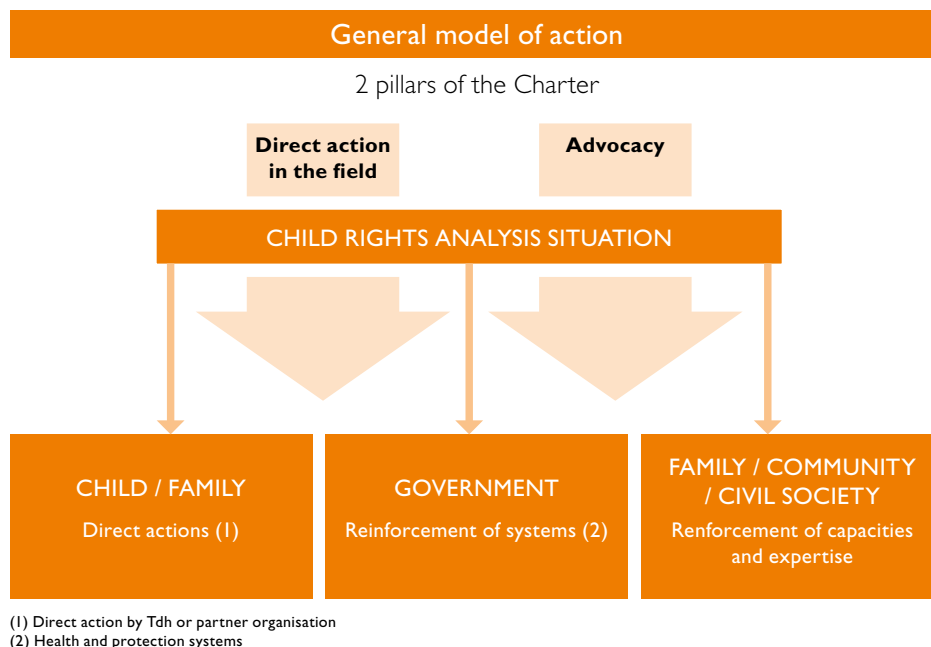 General model of action
2 pillars of the Charter
Direct action
in the field
Advocacy
CHILD RIGHTS ANALYSIS SITUATION
CHILD / FAMILY
Direct actions (1)
GOVERNMENT
Reinforcement of systems (2)
FAMILY / COMMUNITY
/ CIVIL SOCIETY
Renforcement of capacities
and expertise
(1) Direct action by Tdh or partner organisation
(2) Health and protection systems